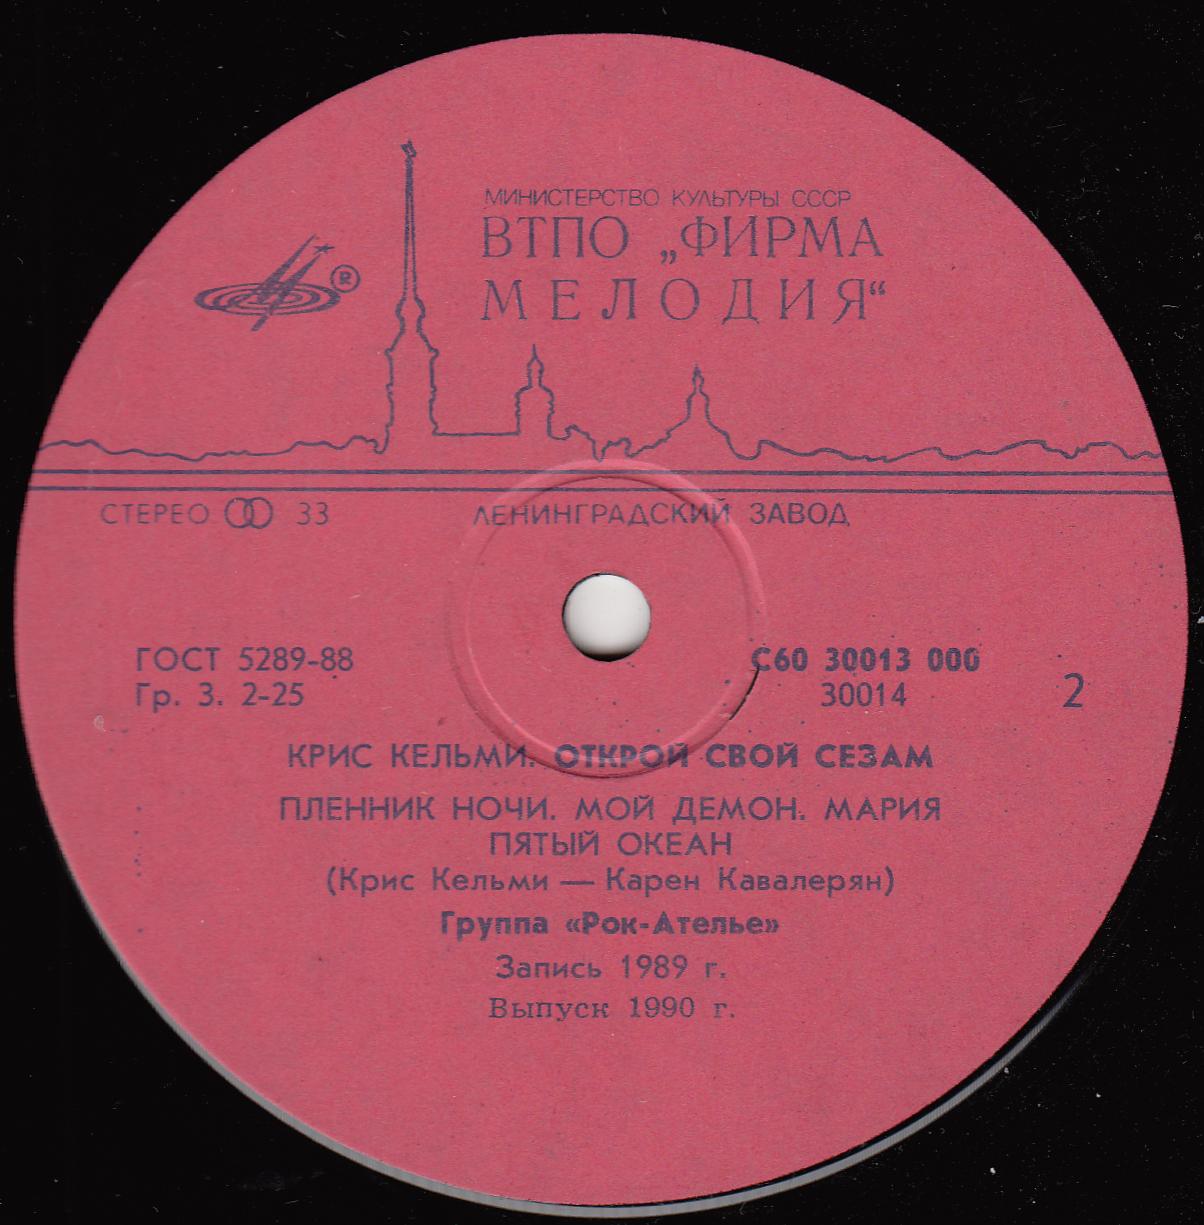 МИНИСТЕРСТВО КУЛЬТУРЫ СССР
ВТПО „ФИРМА
МЕЛОДИЯ“
®
СТЕРЕО 33
ЛЕНИНГРАДСКИЙ ЗАВОД
ГОСТ 5289-88
Гр. 3. 2-25
С60 30013 000
30014
2
КРИС КЕЛЬМИ. ОТКРОЙ СВОЙ СЕЗАМ
ПЛЕННИК НОЧИ. МОЙ ДЕМОН. МАРИЯ
ПЯТЫЙ ОКЕАН
(Крис Кельми — Карен Кавалерян)
Группа «Рок-Ателье»
Запись 1989 г.
Выпуск 1990 г.